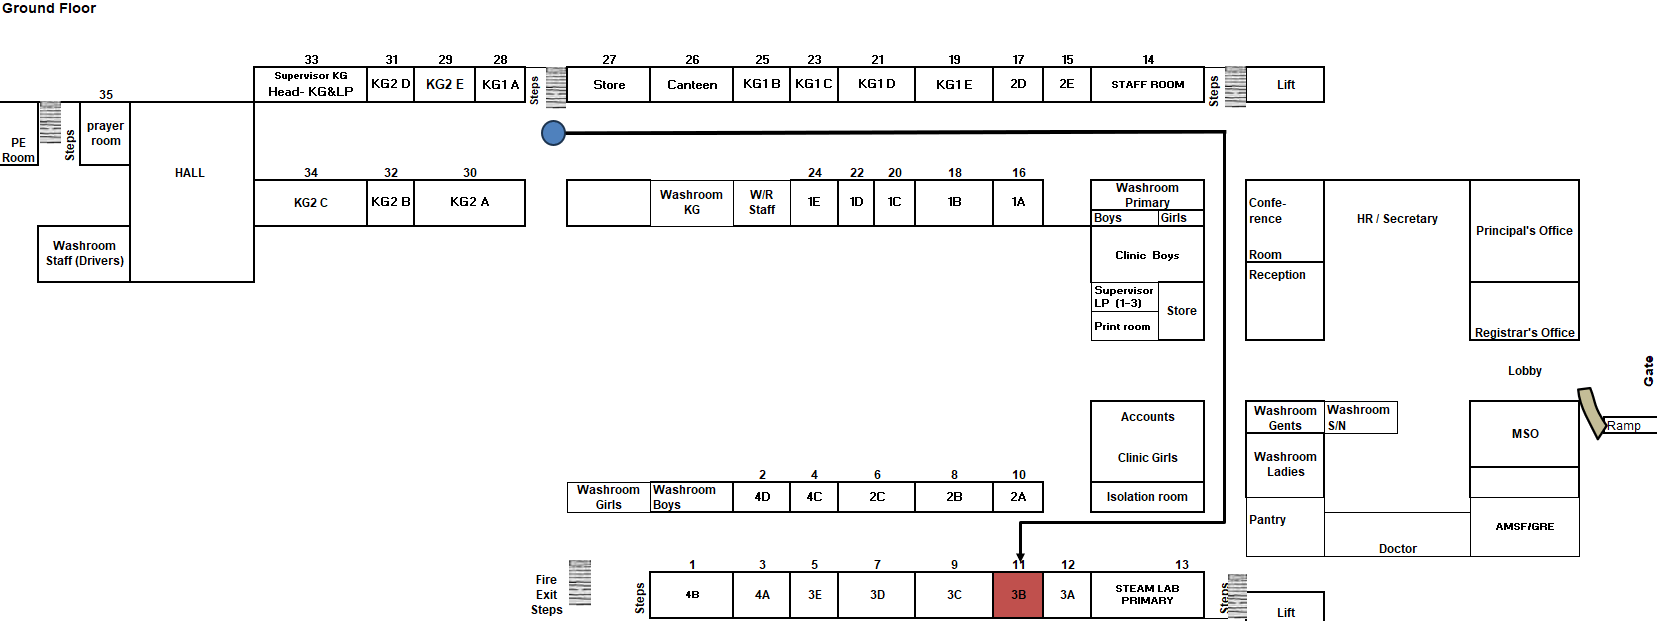 Ground Floor
33 31 29 28 27 26 25 23 21 19 17 15 14
Supervisor KG
Head- KG&LP
KG2 D
KG2 E
KG1 A
Steps
Store
Canteen
KG1 B
KG1 C
KG1 D
KG1 E
2D
2E
STAFF ROOM
Steps
Lift
35
PE
Room
Steps
prayer
room
HALL
34 32 30 24 22 20 18 16
KG2 C
KG2 B
KG2 A
Washroom
KG
W/R
Staff
1E
1D
1C
1B
1A
Washroom
Primary
Boys
Girls
Clinic Boys
Supervisor
LP (1-3)
Print room
Store
Confe-
rence
Room
Reception
HR / Secretary
Principal's Office
Registrar's Office
Washroom
Staff (Drivers)
Lobby
Gate
Ramp
Accounts
Clinic Girls
Isolation room
Washroom
Gents
Washroom
S/N
Washroom
Ladies
Pantry
Doctor
MSO
AMSF/GRE
2 4 6 8 10
Washroom
Girls
Washroom
Boys
4D
4C
2C
2B
2A
1 3 5 7 9 11 12 13
Fire
Exit
Steps
Steps
4B
4A
3E
3D
3C
3B
3A
STEAM LAB
PRIMARY
Steps
Lift